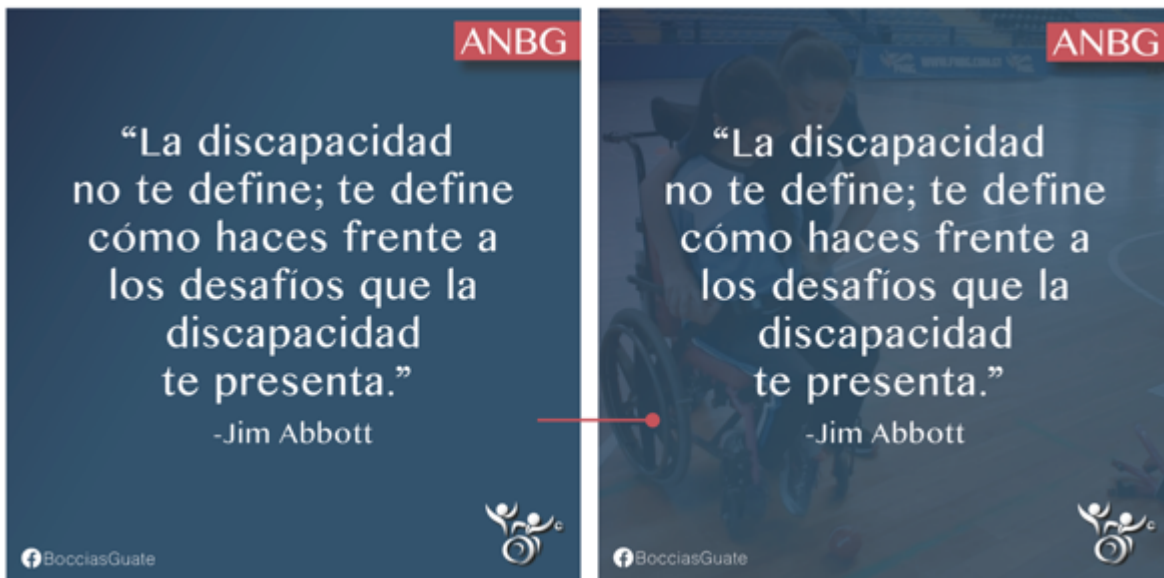 ANBG
“La discapacidad
no te define; te define
cómo haces frente a
los desafíos que la
discapacidad
te presenta.”
-Jim Abbott
BocciasGuate
ANBG
“La discapacidad
no te define; te define
cómo haces frente a
los desafíos que la
discapacidad
te presenta.”
-Jim Abbott
BocciasGuate